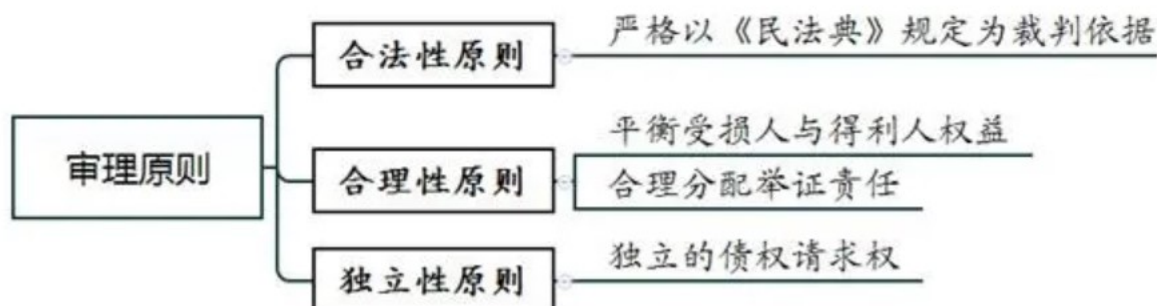 审理原则
合法性原则
严格以《民法典》规定为裁判依据
合理性原则
平衡受损人与得利人权益
合理分配举证责任
独立性原则
独立的债权请求权